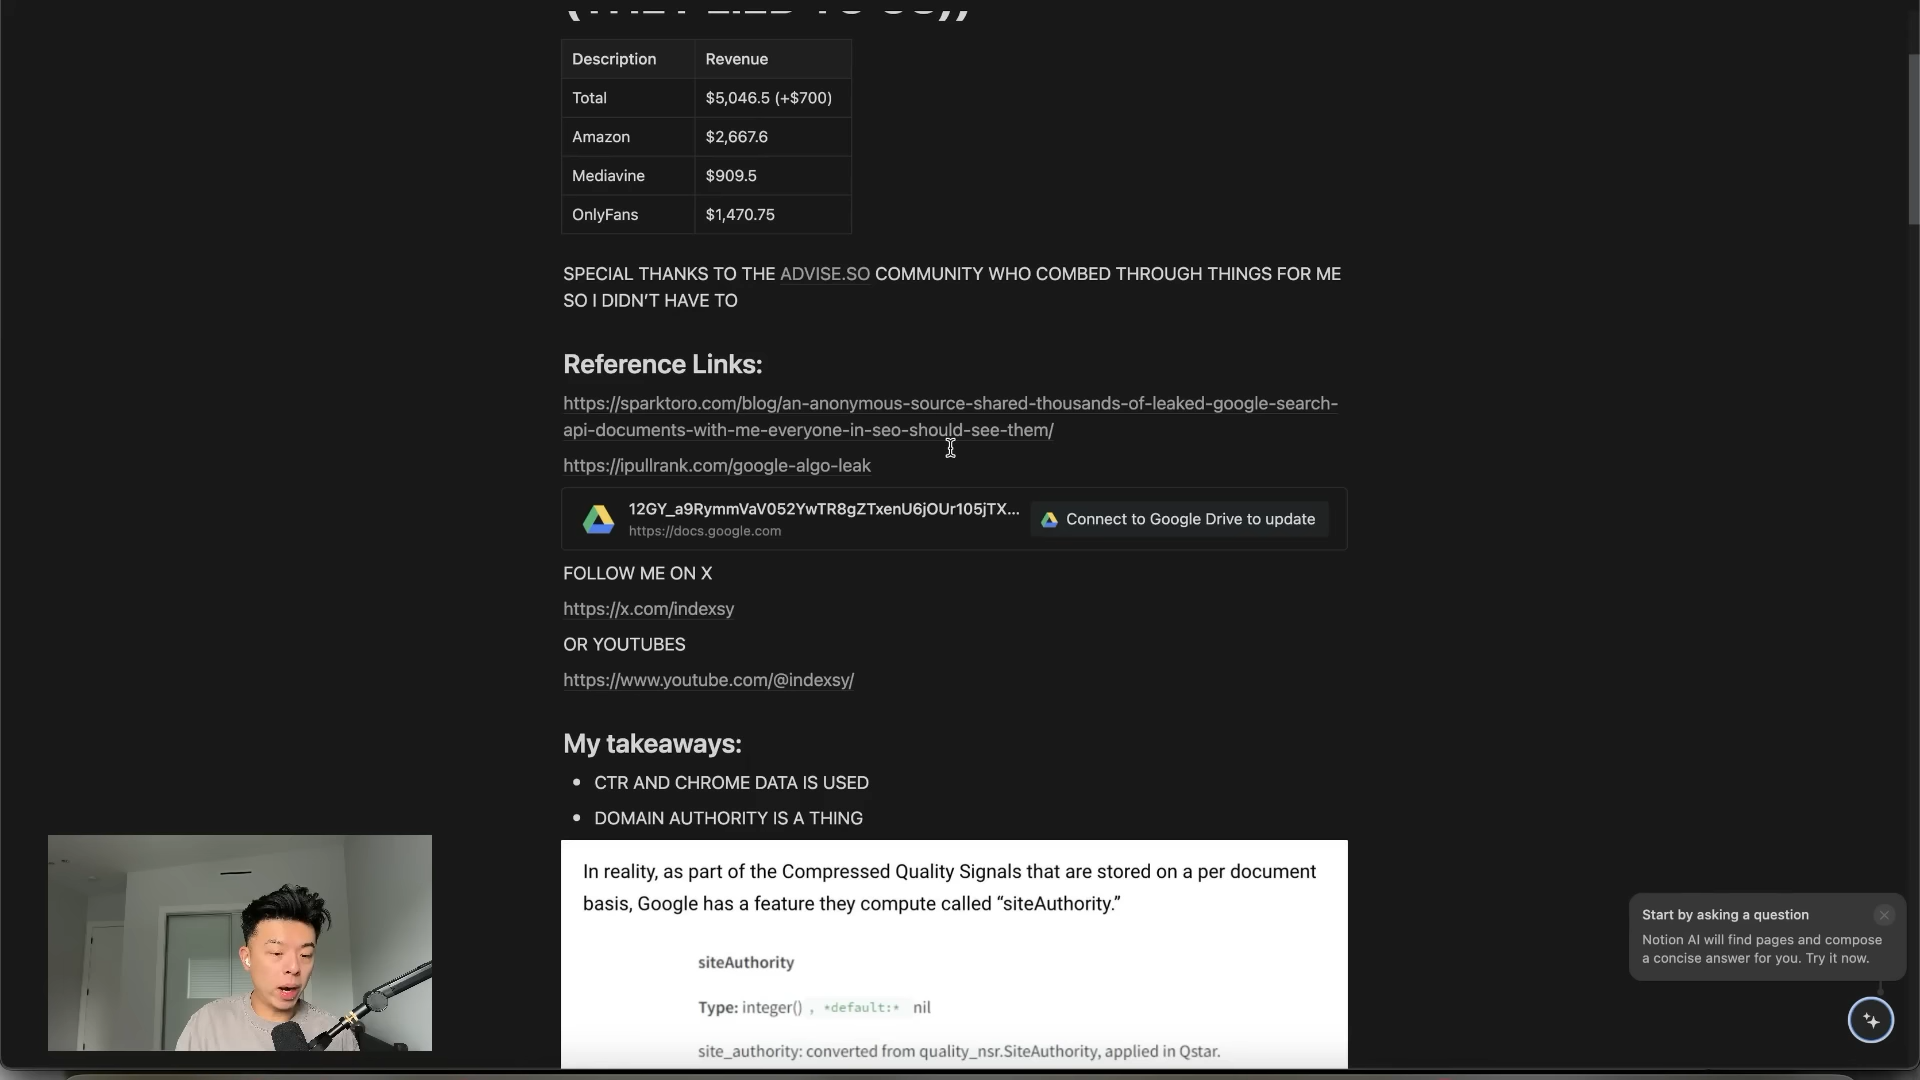 (THEY LIED TO US))
Description Revenue
Total $5,046.5 (+$700)
Amazon $2,667.6
Mediavine $909.5
OnlyFans $1,470.75
SPECIAL THANKS TO THE ADVISE.SO COMMUNITY WHO COMBED THROUGH THINGS FOR ME
SO I DIDN'T HAVE TO
Reference Links:
https://sparktoro.com/blog/an-anonymous-source-shared-thousands-of-leaked-google-search-
api-documents-with-me-everyone-in-seo-should-see-them/
https://ipullrank.com/google-algo-leak
12GY_a9RymmVaV052YwTR8gZTxenU6jOUr105jTX...
https://docs.google.com
Connect to Google Drive to update
FOLLOW ME ON X
https://x.com/indexsy
OR YOUTUBES
https://www.youtube.com/@indexsy/
My takeaways:
• CTR AND CHROME DATA IS USED
• DOMAIN AUTHORITY IS A THING
In reality, as part of the Compressed Quality Signals that are stored on a per document
basis, Google has a feature they compute called “siteAuthority.”
siteAuthority
Type: integer() , *default:* nil
site_authority: converted from quality_nsr.SiteAuthority, applied in Qstar.
Start by asking a question
Notion AI will find pages and compose
a concise answer for you. Try it now.